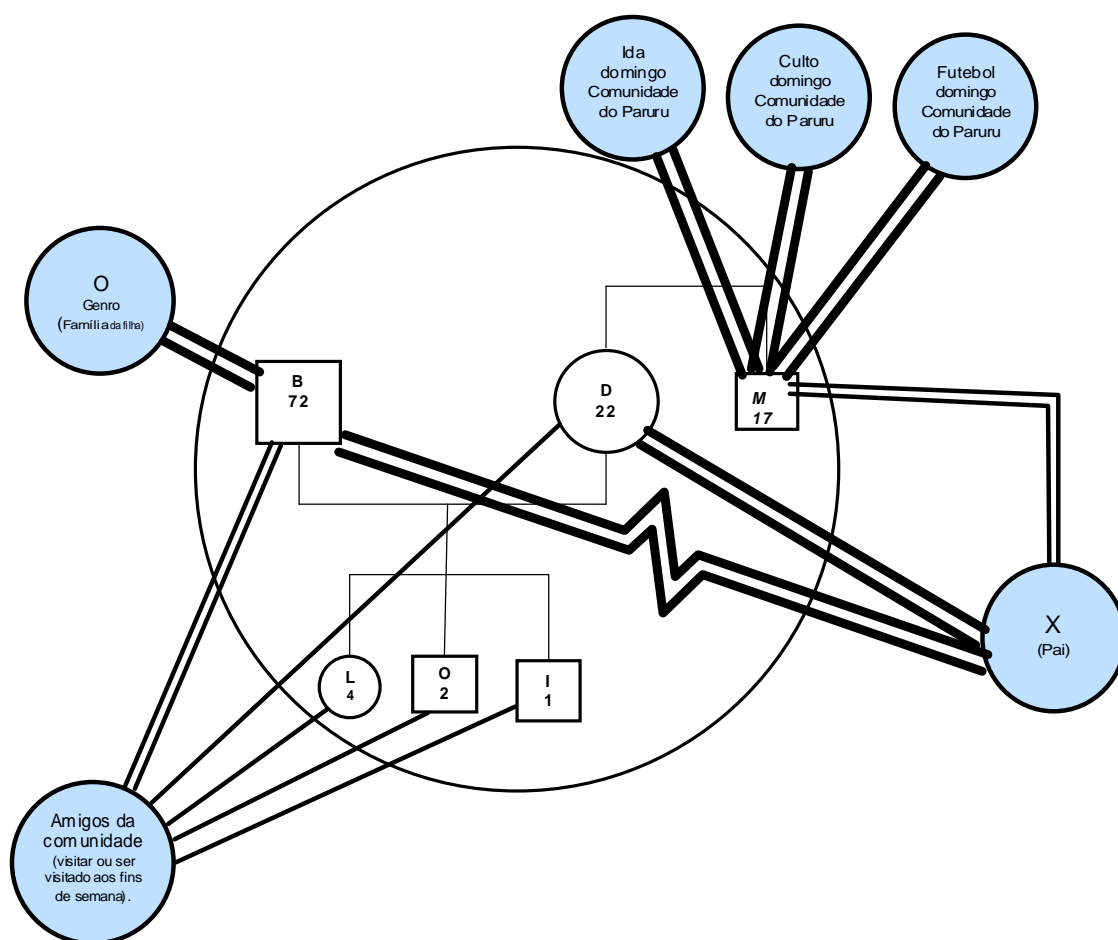 Ida
domingo
Comunidade
do Paruru
Culto
domingo
Comunidade
do Paruru
Futebol
domingo
Comunidade
do Paruru
O
Genro
(Família da filha)
B
72
D
22
M
17
L
4
O
2
I
1
X
(Pai)
Amigos da
comunidade
(visitar ou ser
visitado aos fins
de semana).